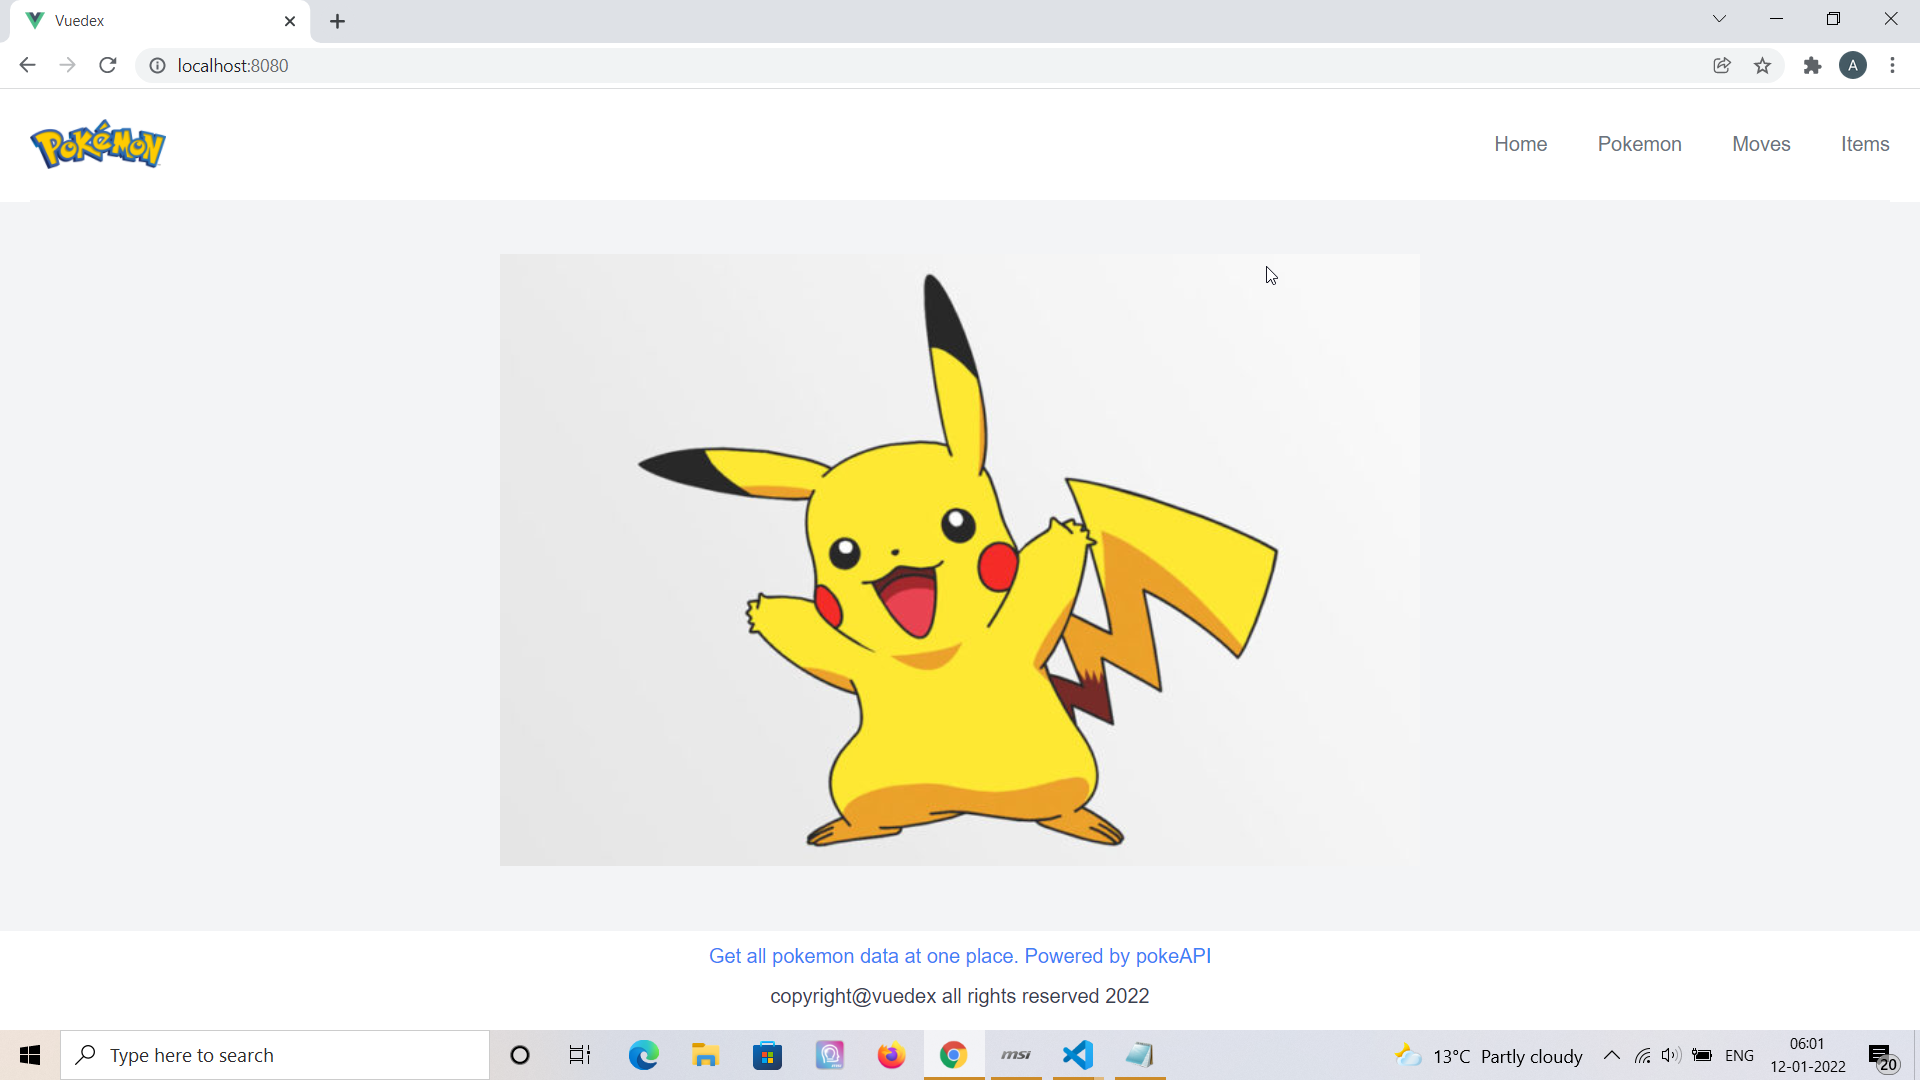 Vuedex
localhost:8080
A
POKéMON
Home Pokemon Moves Items
Get all pokemon data at one place. Powered by pokeAPI
copyright@vuedex all rights reserved 2022
Type here to search
msi
13°C Partly cloudy
ENG
06:01
12-01-2022
20